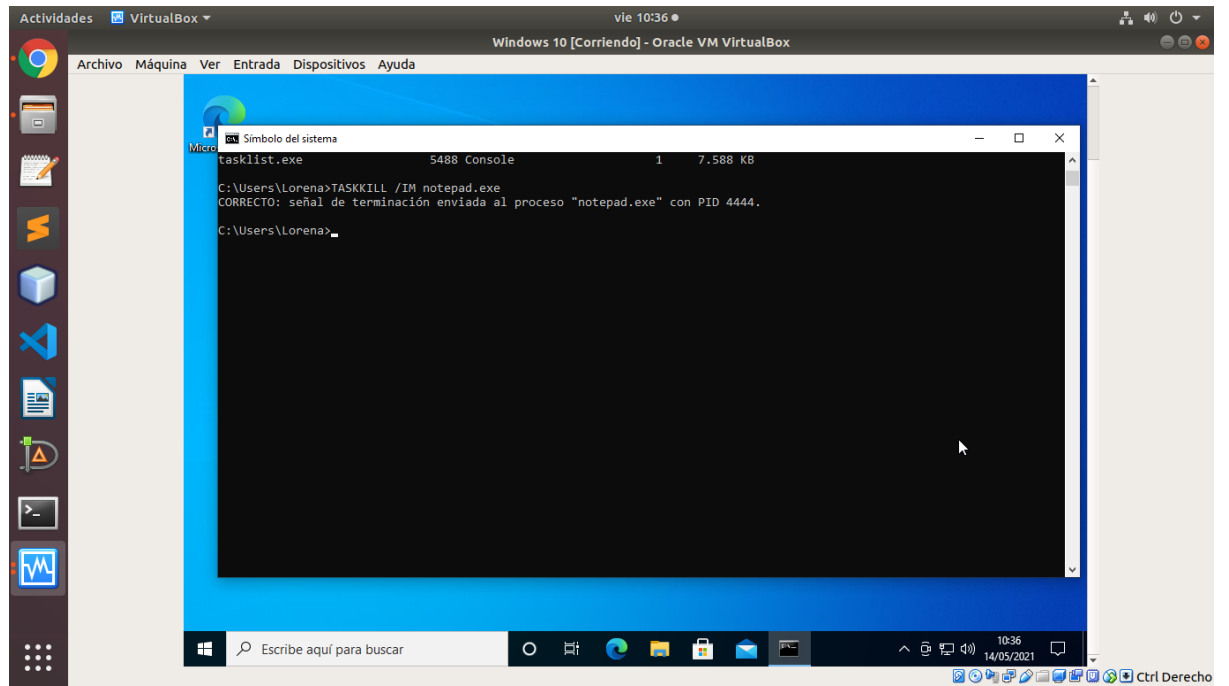 Actividades VirtualBox vie 10:36
Windows 10 [Corriendo] - Oracle VM VirtualBox
Archivo Máquina Ver Entrada Dispositivos Ayuda
Micro
Símbolo del sistema
tasklist.exe 5488 Console 1 7.588 KB
C:\Users\Lorena>TASKKILL /IM notepad.exe
CORRECTO: señal de terminación enviada al proceso "notepad.exe" con PID 4444.
C:\Users\Lorena>
Escribe aquí para buscar
10:36
14/05/2021
Ctrl Derecho